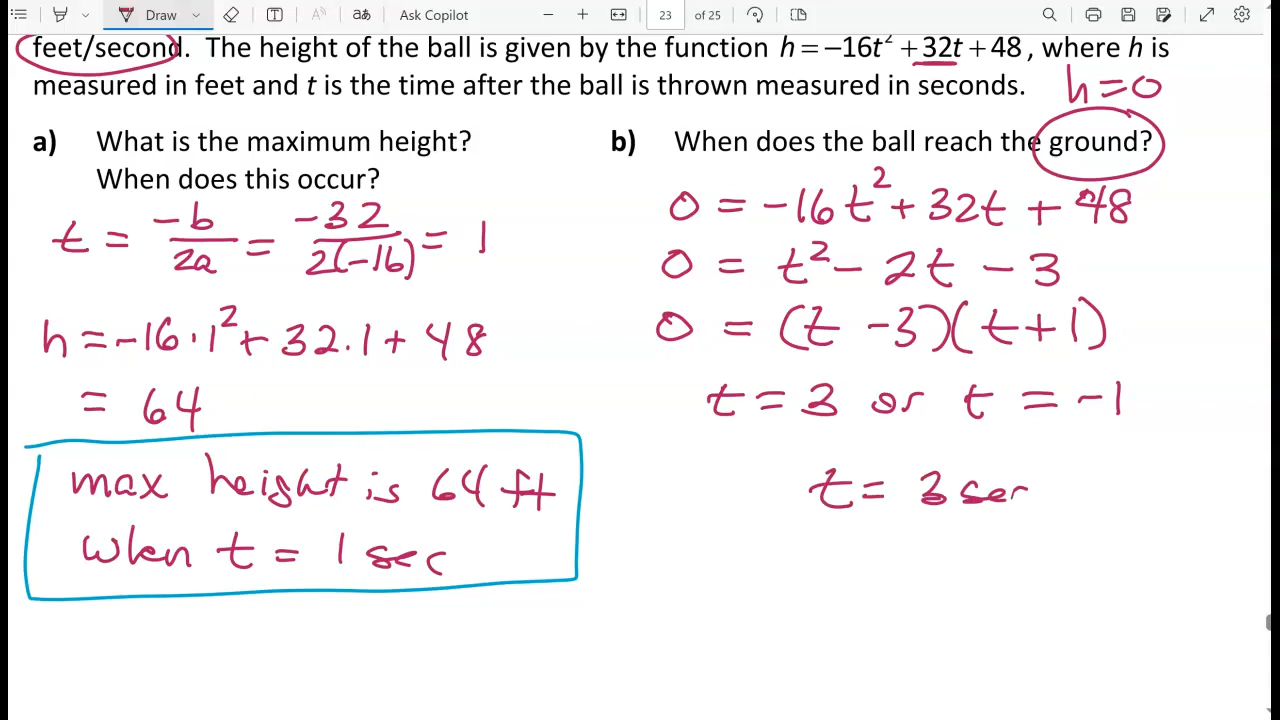 Draw
Ask Copilot
23 of 25
feet/second. The height of the ball is given by the function h = −16t² + 32t + 48, where h is
measured in feet and t is the time after the ball is thrown measured in seconds.
h = 0
a) What is the maximum height?
When does this occur?
t = -b/2a = -32/2(-16) = 1
h = -16·1² + 32·1 + 48
= 64
max height is 64 ft
when t = 1 sec
b) When does the ball reach the ground?
0 = -16t² + 32t + 48
0 = t² - 2t - 3
0 = (t - 3)(t + 1)
t = 3 or t = -1
t = 3 sec